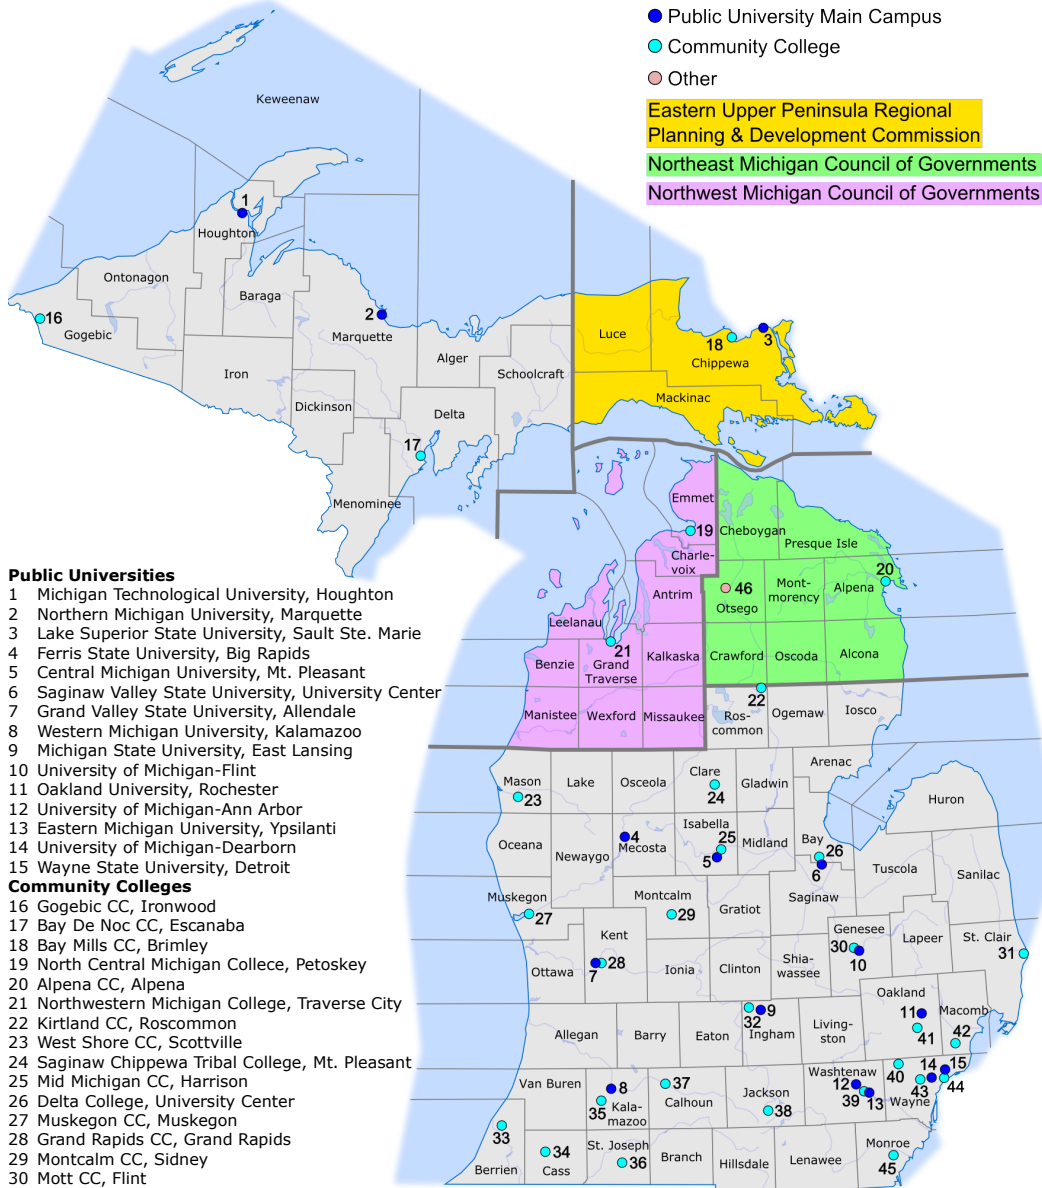 Public University Main Campus
Community College
Other
Eastern Upper Peninsula Regional
Planning & Development Commission
Northeast Michigan Council of Governments
Northwest Michigan Council of Governments
Keweenaw
1
Houghton
Ontonagon
Baraga
16
Gogebic
2
Marquette
Iron
Alger
Schoolcraft
Dickinson
Delta
17
Menominee
Luce
18
3
Chippewa
Mackinac
Emmet
19
Charle-
voix
Cheboygan
Presque Isle
20
46
Otsego
Mont-
morency
Alpena
Antrim
Leelanau
21
Benzie
Grand
Traverse
Kalkaska
Crawford
Oscoda
Alcona
Manistee
Wexford
Missaukee
22
Ros-
common
Ogemaw
Iosco
Mason
23
Lake
Osceola
Clare
24
Gladwin
Arenac
Huron
Oceana
Newaygo
4
Mecosta
Isabella
25
5
Midland
Bay
26
6
Saginaw
Tuscola
Sanilac
Muskegon
27
Montcalm
29
Gratiot
Kent
7
28
Ottawa
Ionia
Clinton
Shia-
wassee
Genesee
30
10
Lapeer
St. Clair
31
Allegan
Barry
Eaton
32
9
Ingham
Living-
ston
Oakland
11
41
Macomb
42
Van Buren
8
35
Kala-
mazoo
37
Calhoun
Jackson
38
Washtenaw
12
39
13
40
14
15
43
44
Wayne
33
Berrien
34
Cass
St. Joseph
36
Branch
Hillsdale
Lenawee
Monroe
45
Public Universities
1 Michigan Technological University, Houghton
2 Northern Michigan University, Marquette
3 Lake Superior State University, Sault Ste. Marie
4 Ferris State University, Big Rapids
5 Central Michigan University, Mt. Pleasant
6 Saginaw Valley State University, University Center
7 Grand Valley State University, Allendale
8 Western Michigan University, Kalamazoo
9 Michigan State University, East Lansing
10 University of Michigan-Flint
11 Oakland University, Rochester
12 University of Michigan-Ann Arbor
13 Eastern Michigan University, Ypsilanti
14 University of Michigan-Dearborn
15 Wayne State University, Detroit
Community Colleges
16 Gogebic CC, Ironwood
17 Bay De Noc CC, Escanaba
18 Bay Mills CC, Brimley
19 North Central Michigan Collece, Petoskey
20 Alpena CC, Alpena
21 Northwestern Michigan College, Traverse City
22 Kirtland CC, Roscommon
23 West Shore CC, Scottville
24 Saginaw Chippewa Tribal College, Mt. Pleasant
25 Mid Michigan CC, Harrison
26 Delta College, University Center
27 Muskegon CC, Muskegon
28 Grand Rapids CC, Grand Rapids
29 Montcalm CC, Sidney
30 Mott CC, Flint